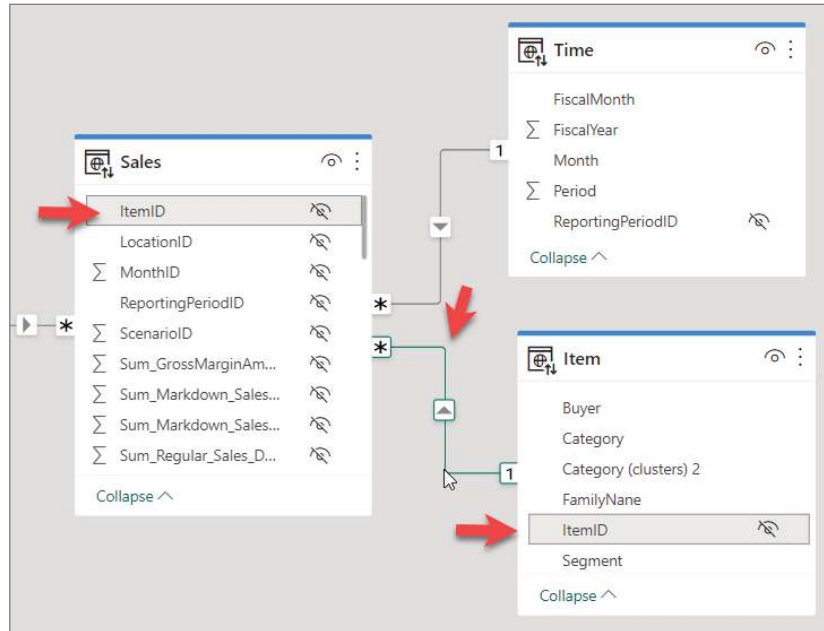 Time
FiscalMonth
∑ FiscalYear
Month
∑ Period
ReportingPeriodID
Collapse
1
Sales
ItemID
LocationID
∑ MonthID
ReportingPeriodID
∑ ScenarioID
∑ Sum_GrossMarginAm...
∑ Sum_Markdown_Sales...
∑ Sum_Markdown_Sales...
∑ Sum_Regular_Sales_D...
Collapse
*
*
*
Item
Buyer
Category
Category (clusters) 2
FamilyNane
ItemID
Segment
Collapse
1